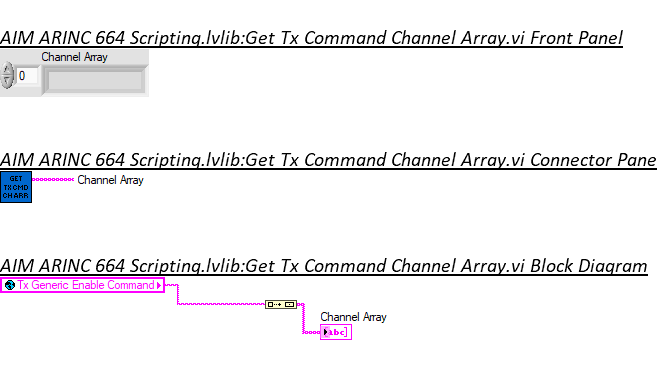 AIM ARINC 664 Scripting.lvlib:Get Tx Command Channel Array.vi Front Panel
Channel Array
0
AIM ARINC 664 Scripting.lvlib:Get Tx Command Channel Array.vi Connector Pane
GET
TX CMD
CH ARR
Channel Array
AIM ARINC 664 Scripting.lvlib:Get Tx Command Channel Array.vi Block Diagram
Tx Generic Enable Command
Channel Array
abc